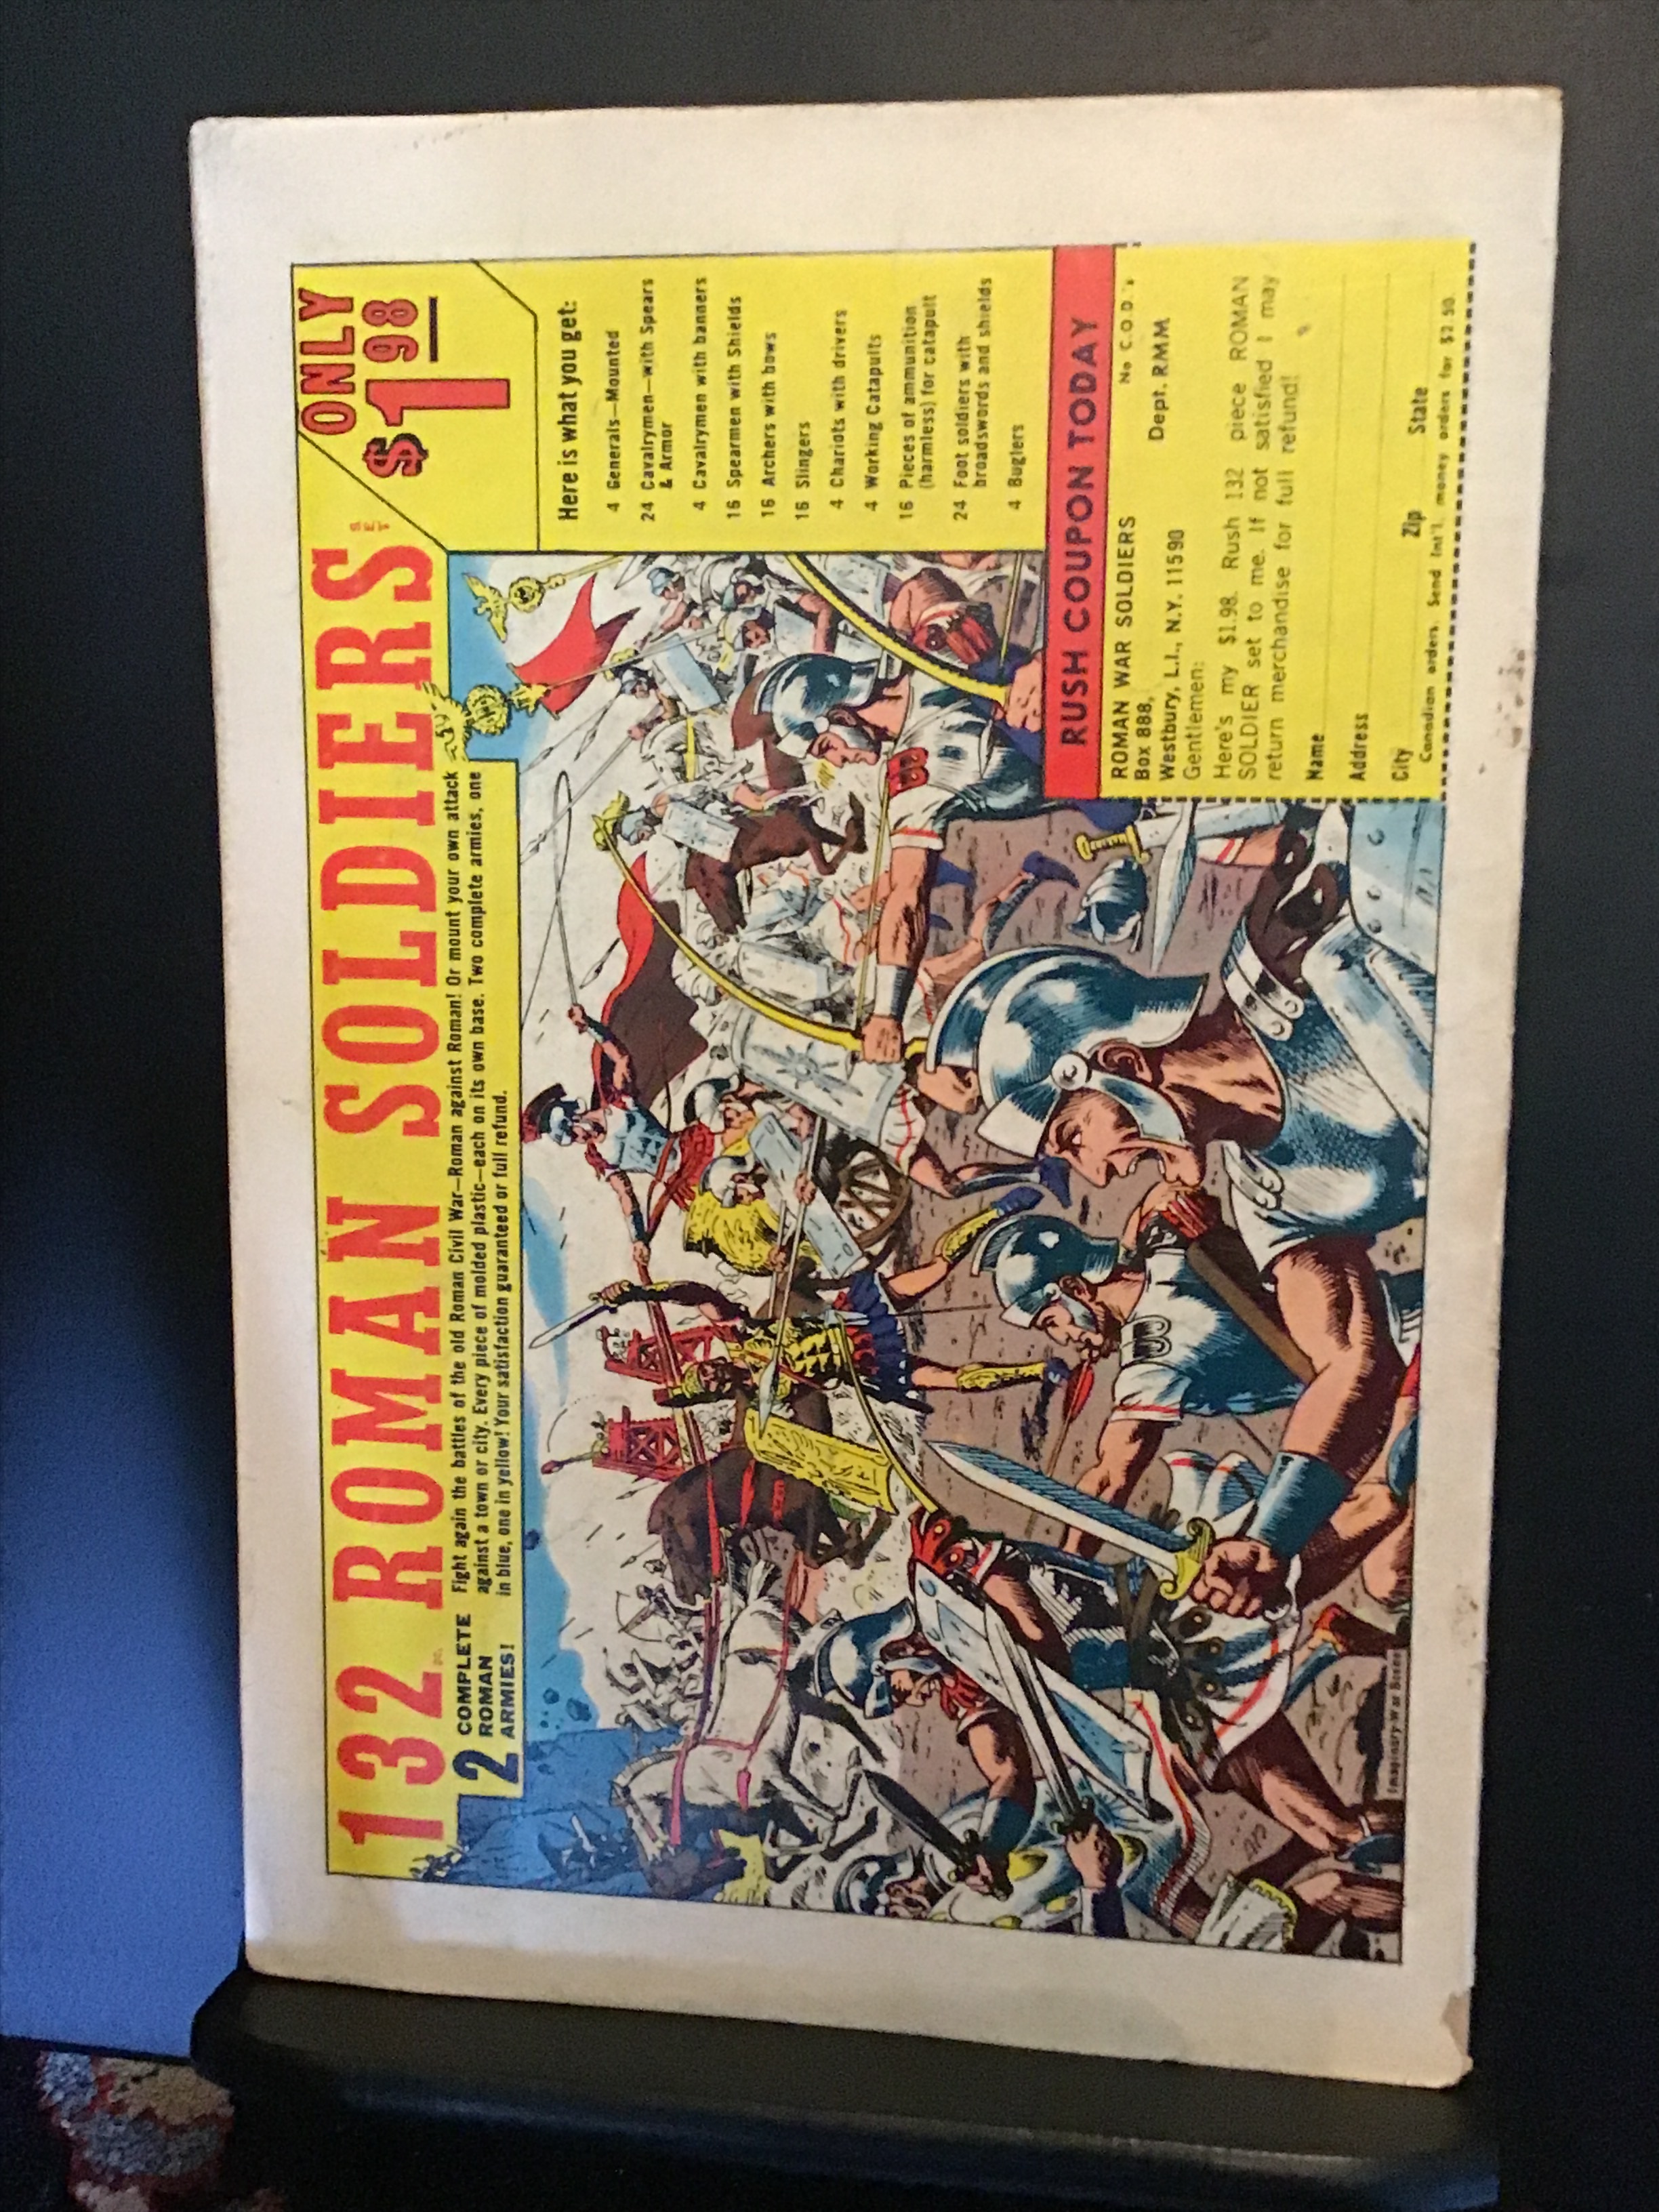 132 PC. ROMAN SOLDIERS SET
ONLY
$1 98
2 COMPLETE
ROMAN
ARMIES!
Fight again the battles of the old Roman Civil War—Roman against Roman! Or mount your own attack
against a town or city. Every piece of molded plastic—each on its own base. Two complete armies, one
in blue, one in yellow! Your satisfaction guaranteed or full refund.
Here is what you get:
4 Generals—Mounted
24 Cavalrymen—with Spears
& Armor
4 Cavalrymen with banners
16 Spearmen with Shields
16 Archers with bows
16 Slingers
4 Chariots with drivers
4 Working Catapults
16 Pieces of ammunition
(harmless) for catapult
24 Foot soldiers with
broadswords and shields
4 Buglers
RUSH COUPON TODAY
ROMAN WAR SOLDIERS No C.O.D.'s
Box 888,
Westbury, L.I., N.Y. 11590 Dept. RMM
Gentlemen:
Here's my $1.98. Rush 132 piece ROMAN
SOLDIER set to me. If not satisfied I may
return merchandise for full refund!
Name
Address
City Zip State
Canadian orders. Send Int'l. money orders for $2.50.
Imaginary War Scene